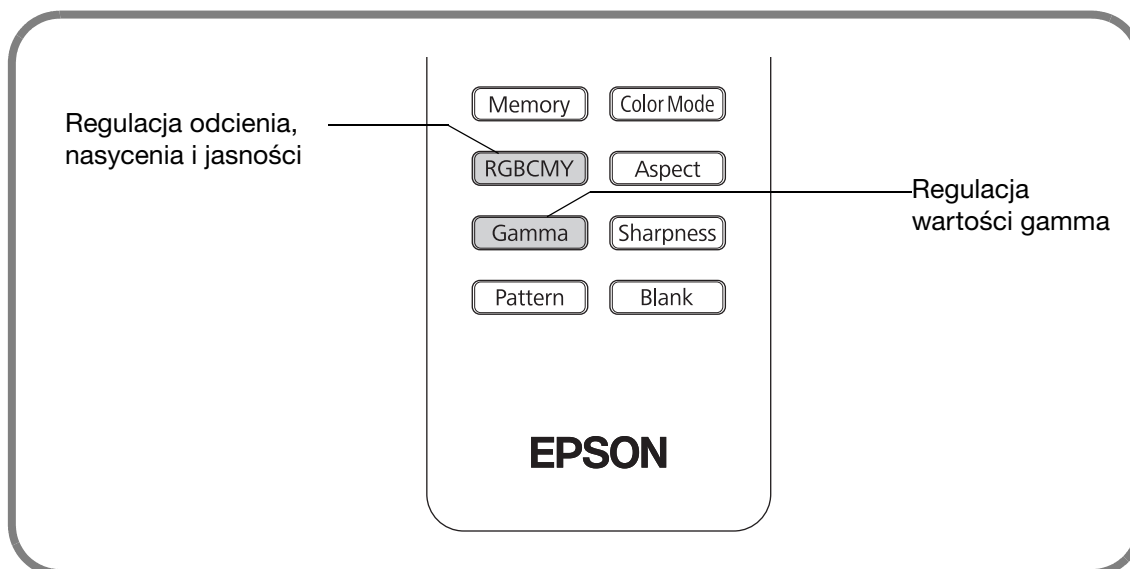 Memory
Color Mode
Regulacja odcienia,
nasycenia i jasności
RGBCMY
Aspect
Regulacja
wartości gamma
Gamma
Sharpness
Pattern
Blank
EPSON